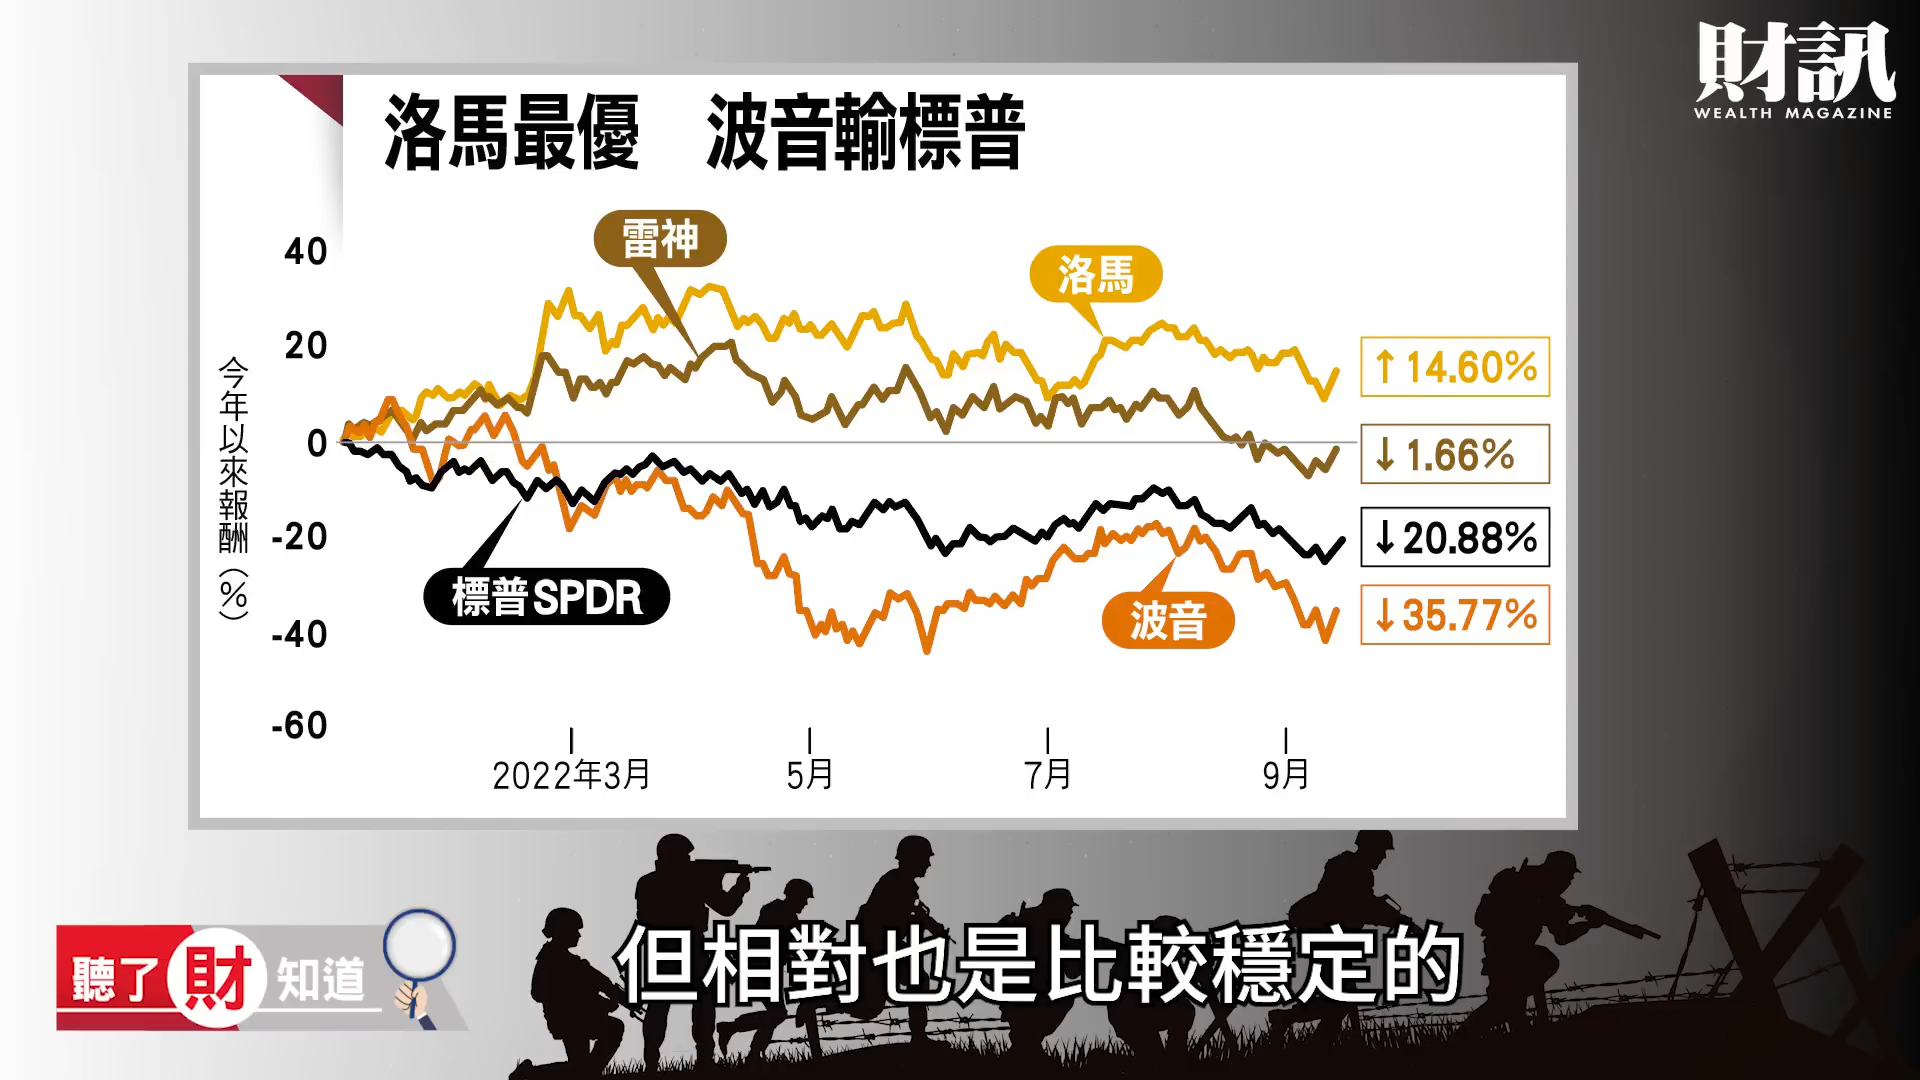 財訊
WEALTH MAGAZINE
洛馬最優 波音輸標普
雷神
洛馬
40
20
0
-20
-40
-60
今年以來報酬（%）
↑14.60%
↓1.66%
↓20.88%
↓35.77%
標普SPDR
波音
2022年3月
5月
7月
9月
聽了財知道
但相對也是比較穩定的